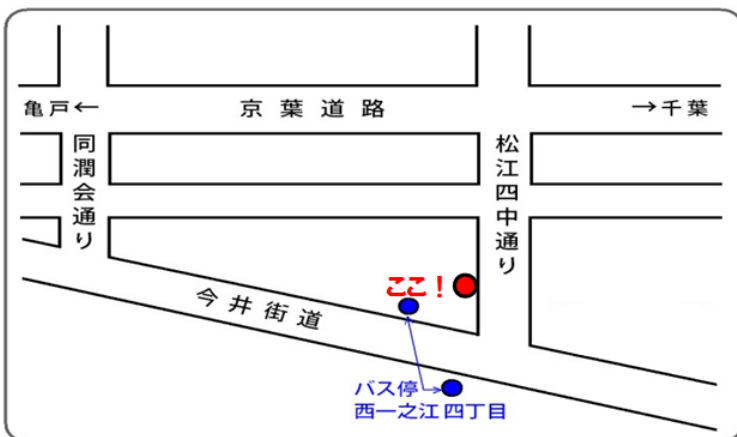 亀戸←
京葉道路
→千葉
同潤会通り
松江四中通り
ここ！
今井街道
バス停
西一之江四丁目